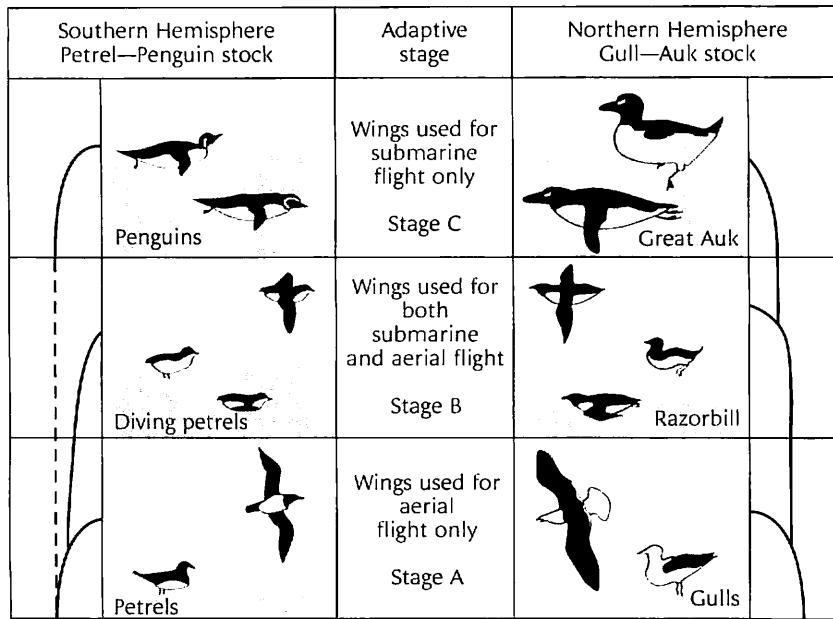 Southern Hemisphere
Petrel—Penguin stock
Adaptive
stage
Northern Hemisphere
Gull—Auk stock
Penguins
Wings used for
submarine
flight only
Stage C
Great Auk
Diving petrels
Wings used for
both
submarine
and aerial flight
Stage B
Razorbill
Petrels
Wings used for
aerial
flight only
Stage A
Gulls